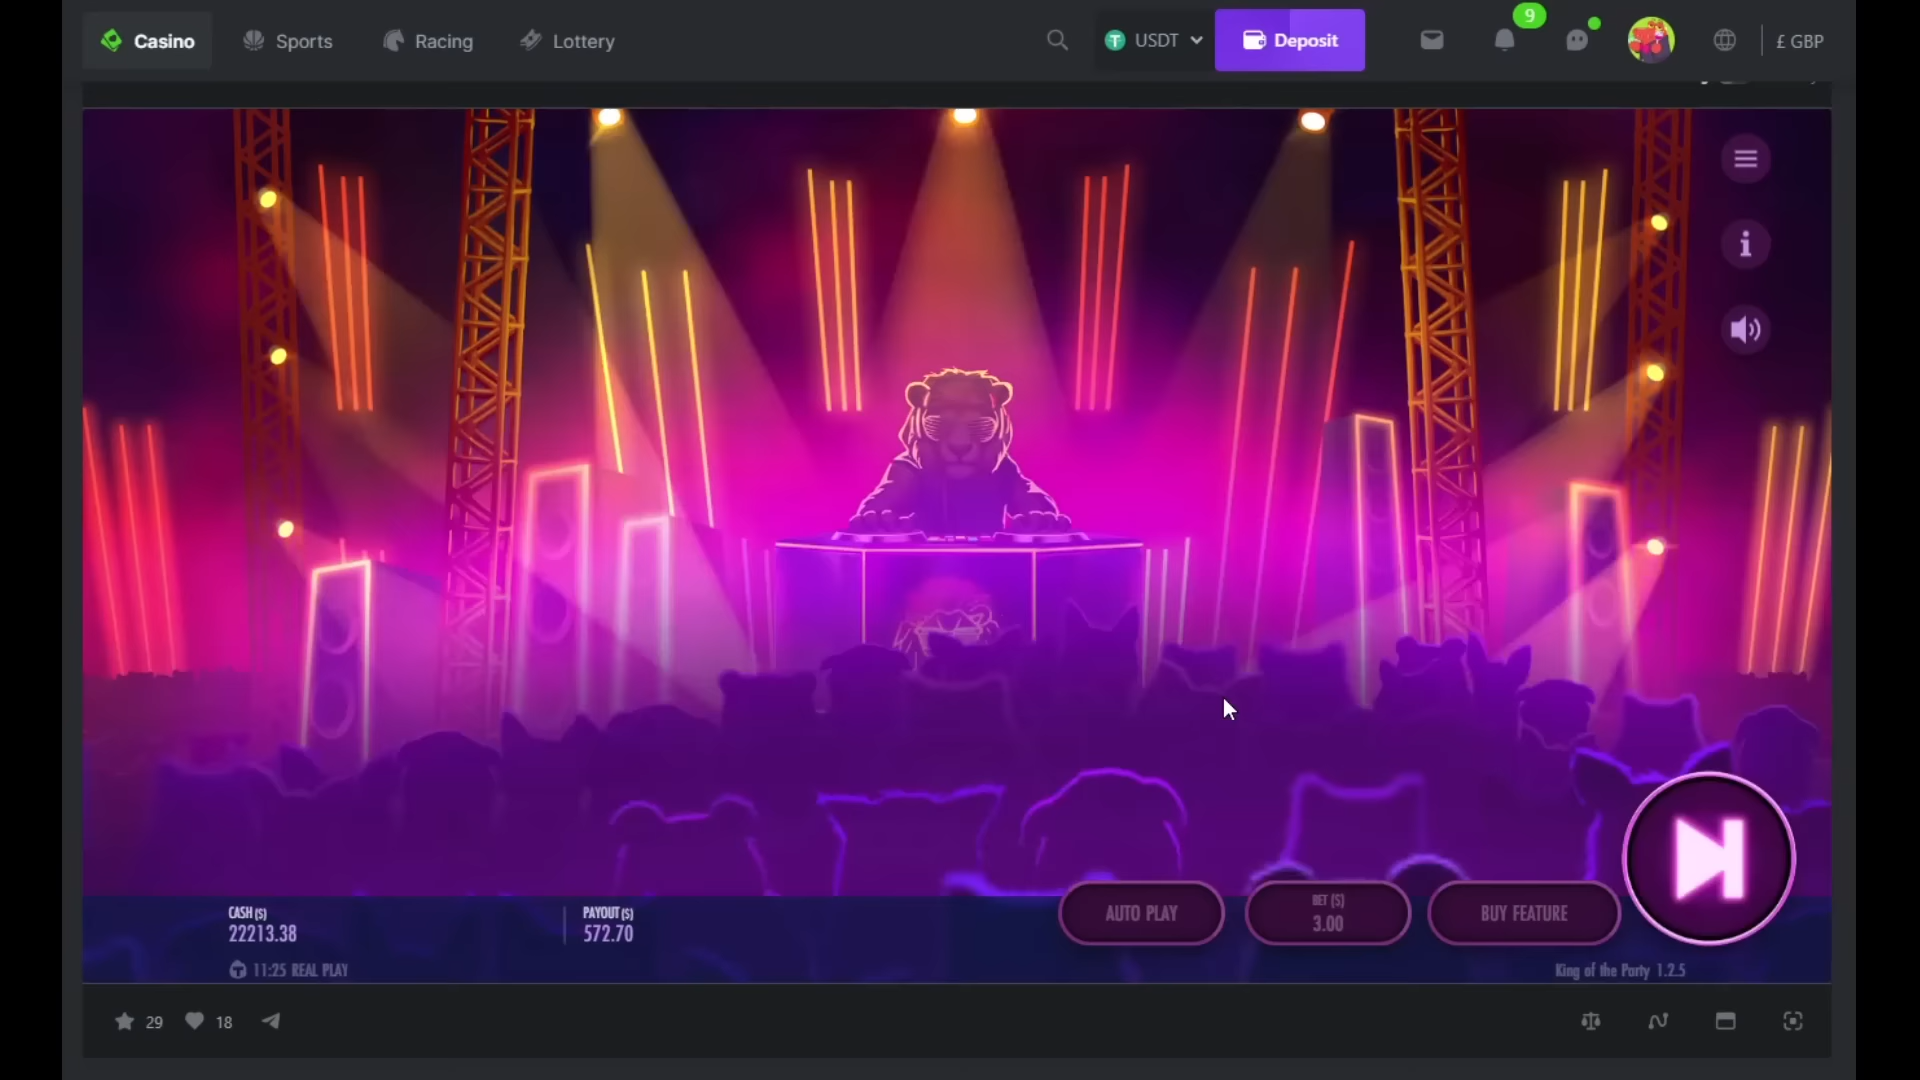 Casino
Sports
Racing
Lottery
USDT
Deposit
9
£ GBP
CASH ($)
22213.38
PAYOUT ($)
572.70
AUTO PLAY
BET ($)
3.00
BUY FEATURE
11:25 REAL PLAY
King of the Party 1.2.5
29
18